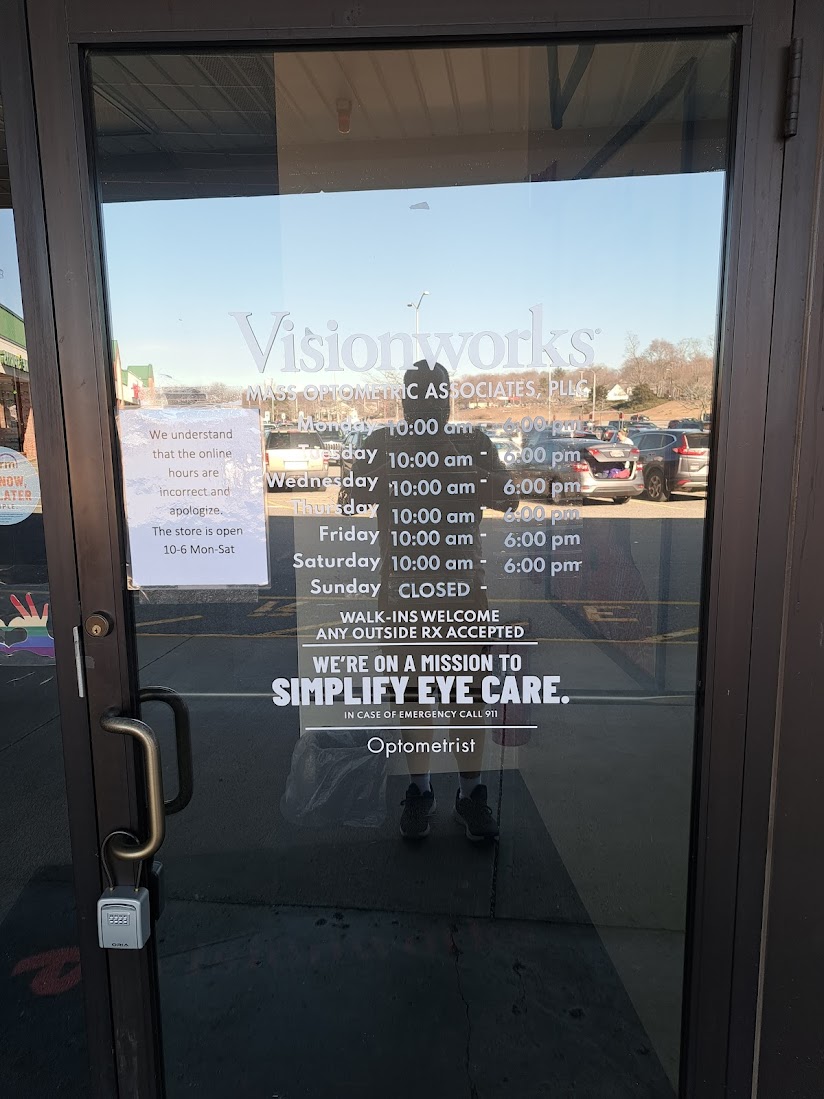 Visionworks
MASS OPTOMETRIC ASSOCIATES, PLLC
Monday 10:00 am - 6:00 pm
Tuesday 10:00 am - 6:00 pm
Wednesday 10:00 am - 6:00 pm
Thursday 10:00 am - 6:00 pm
Friday 10:00 am - 6:00 pm
Saturday 10:00 am - 6:00 pm
Sunday CLOSED -
WALK-INS WELCOME
ANY OUTSIDE RX ACCEPTED
WE'RE ON A MISSION TO
SIMPLIFY EYE CARE.
IN CASE OF EMERGENCY CALL 911
Optometrist
We understand
that the online
hours are
incorrect and
apologize.
The store is open
10-6 Mon-Sat
NOW,
LATER